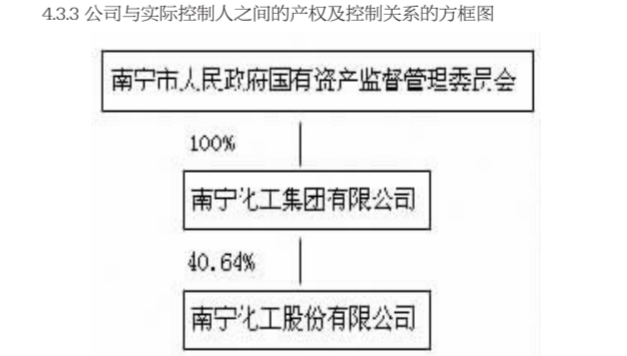 4.3.3 公司与实际控制人之间的产权及控制关系的方框图
南宁市人民政府国有资产监督管理委员会
100%
南宁化工集团有限公司
40.64%
南宁化工股份有限公司